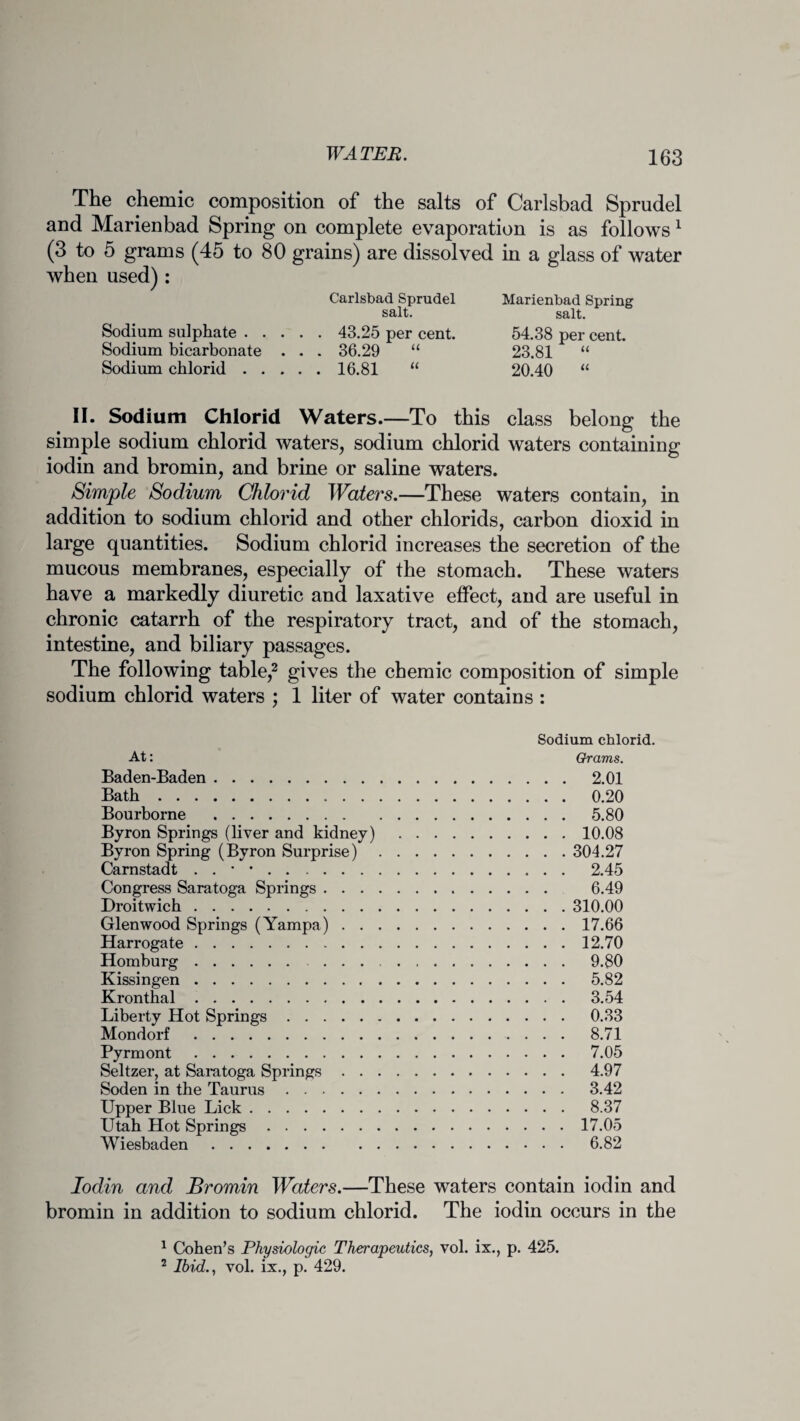 WATER.
163
The chemic composition of the salts of Carlsbad Sprudel
and Marienbad Spring on complete evaporation is as follows ¹
(3 to 5 grams (45 to 80 grains) are dissolved in a glass of water
when used) :
Carlsbad Sprudel Marienbad Spring
salt. salt.
Sodium sulphate . . . . . 43.25 per cent. 54.38 per cent.
Sodium bicarbonate . . . 36.29 “ 23.81 “
Sodium chlorid . . . . . 16.81 “ 20.40 “
II. Sodium Chlorid Waters.—To this class belong the
simple sodium chlorid waters, sodium chlorid waters containing
iodin and bromin, and brine or saline waters.
Simple Sodium Chlorid Waters.—These waters contain, in
addition to sodium chlorid and other chlorids, carbon dioxid in
large quantities. Sodium chlorid increases the secretion of the
mucous membranes, especially of the stomach. These waters
have a markedly diuretic and laxative effect, and are useful in
chronic catarrh of the respiratory tract, and of the stomach,
intestine, and biliary passages.
The following table,² gives the chemic composition of simple
sodium chlorid waters ; 1 liter of water contains :
Sodium chlorid.
At: Grams.
Baden-Baden . . . . . . . . . . 2.01
Bath . . . . . . . . . . 0.20
Bourborne . . . . . . . . . . 5.80
Byron Springs (liver and kidney) . . . . . . . . . . 10.08
Byron Spring (Byron Surprise) . . . . . . . . . . 304.27
Carnstadt . . . . . . . . . . 2.45
Congress Saratoga Springs . . . . . . . . . . 6.49
Droitwich . . . . . . . . . . 310.00
Glenwood Springs (Yampa) . . . . . . . . . . 17.66
Harrogate . . . . . . . . . . 12.70
Homburg . . . . . . . . . . 9.80
Kissingen . . . . . . . . . . 5.82
Kronthal . . . . . . . . . . 3.54
Liberty Hot Springs . . . . . . . . . . 0.33
Mondorf . . . . . . . . . . 8.71
Pyrmont . . . . . . . . . . 7.05
Seltzer, at Saratoga Springs . . . . . . . . . . 4.97
Soden in the Taurus . . . . . . . . . . 3.42
Upper Blue Lick . . . . . . . . . . 8.37
Utah Hot Springs . . . . . . . . . . 17.05
Wiesbaden . . . . . . . . . . 6.82
Iodin and Bromin Waters.—These waters contain iodin and
bromin in addition to sodium chlorid. The iodin occurs in the
¹ Cohen’s Physiologic Therapeutics, vol. ix., p. 425.
² Ibid., vol. ix., p. 429.